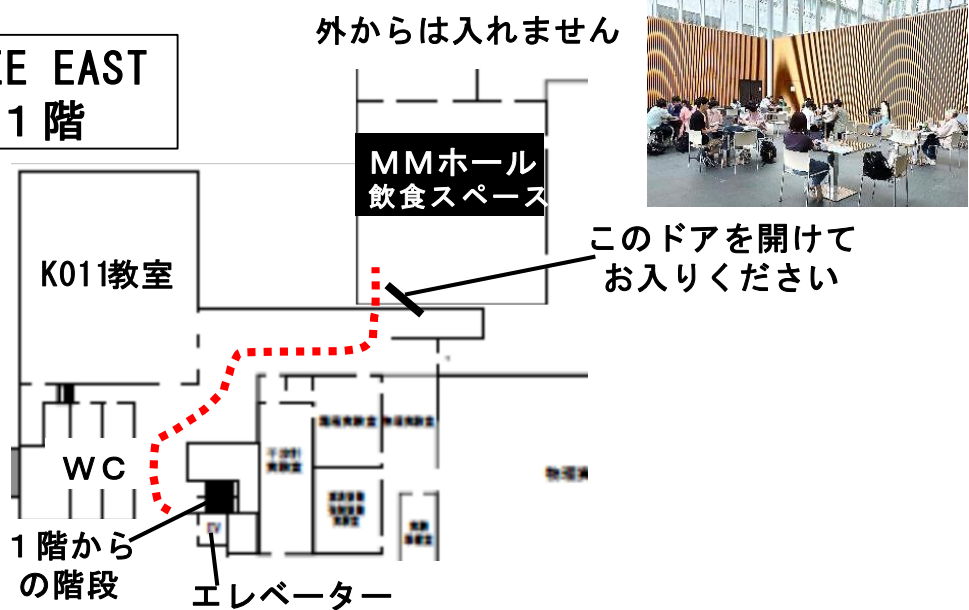 外からは入れません
EAST
1階
MMホール
飲食スペース
このドアを開けて
お入りください
K011教室
WC
EV
1階から
の階段
エレベーター